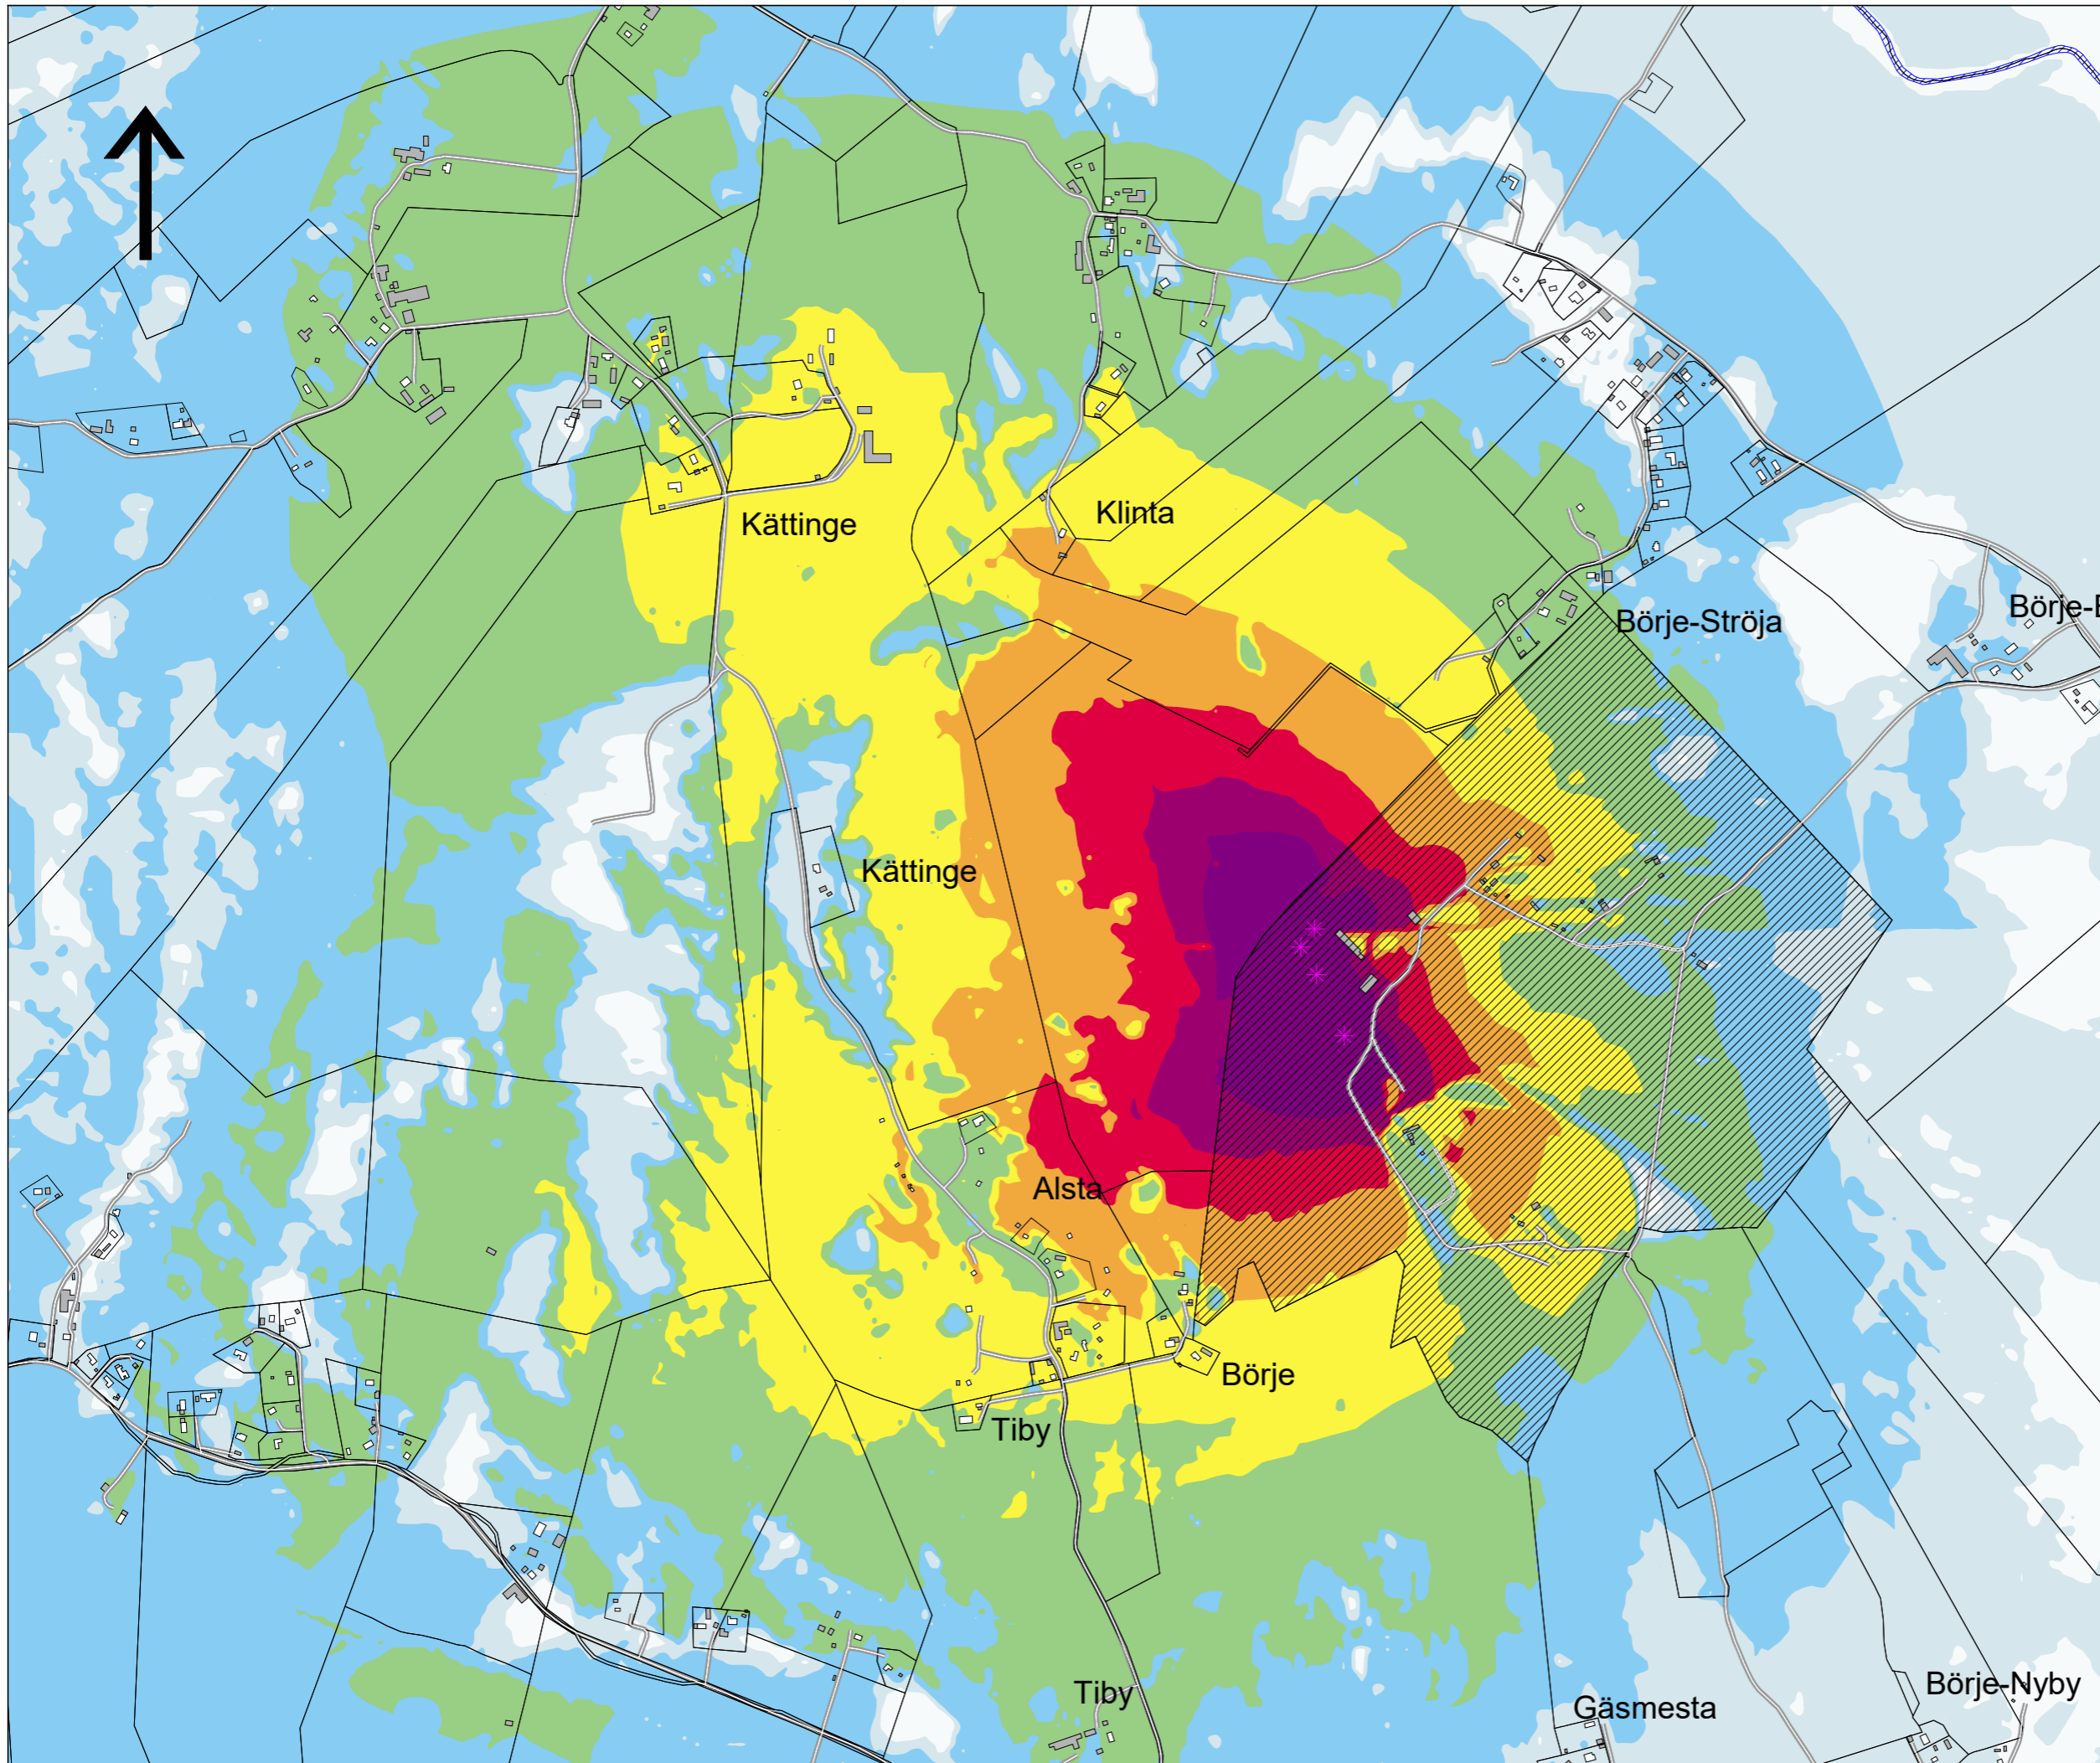 Klinta
Kättinge
Börje-Ströja
Kättinge
Alsta
Börje
Tiby
Tiby
Gäsmesta
Börje-Nyby